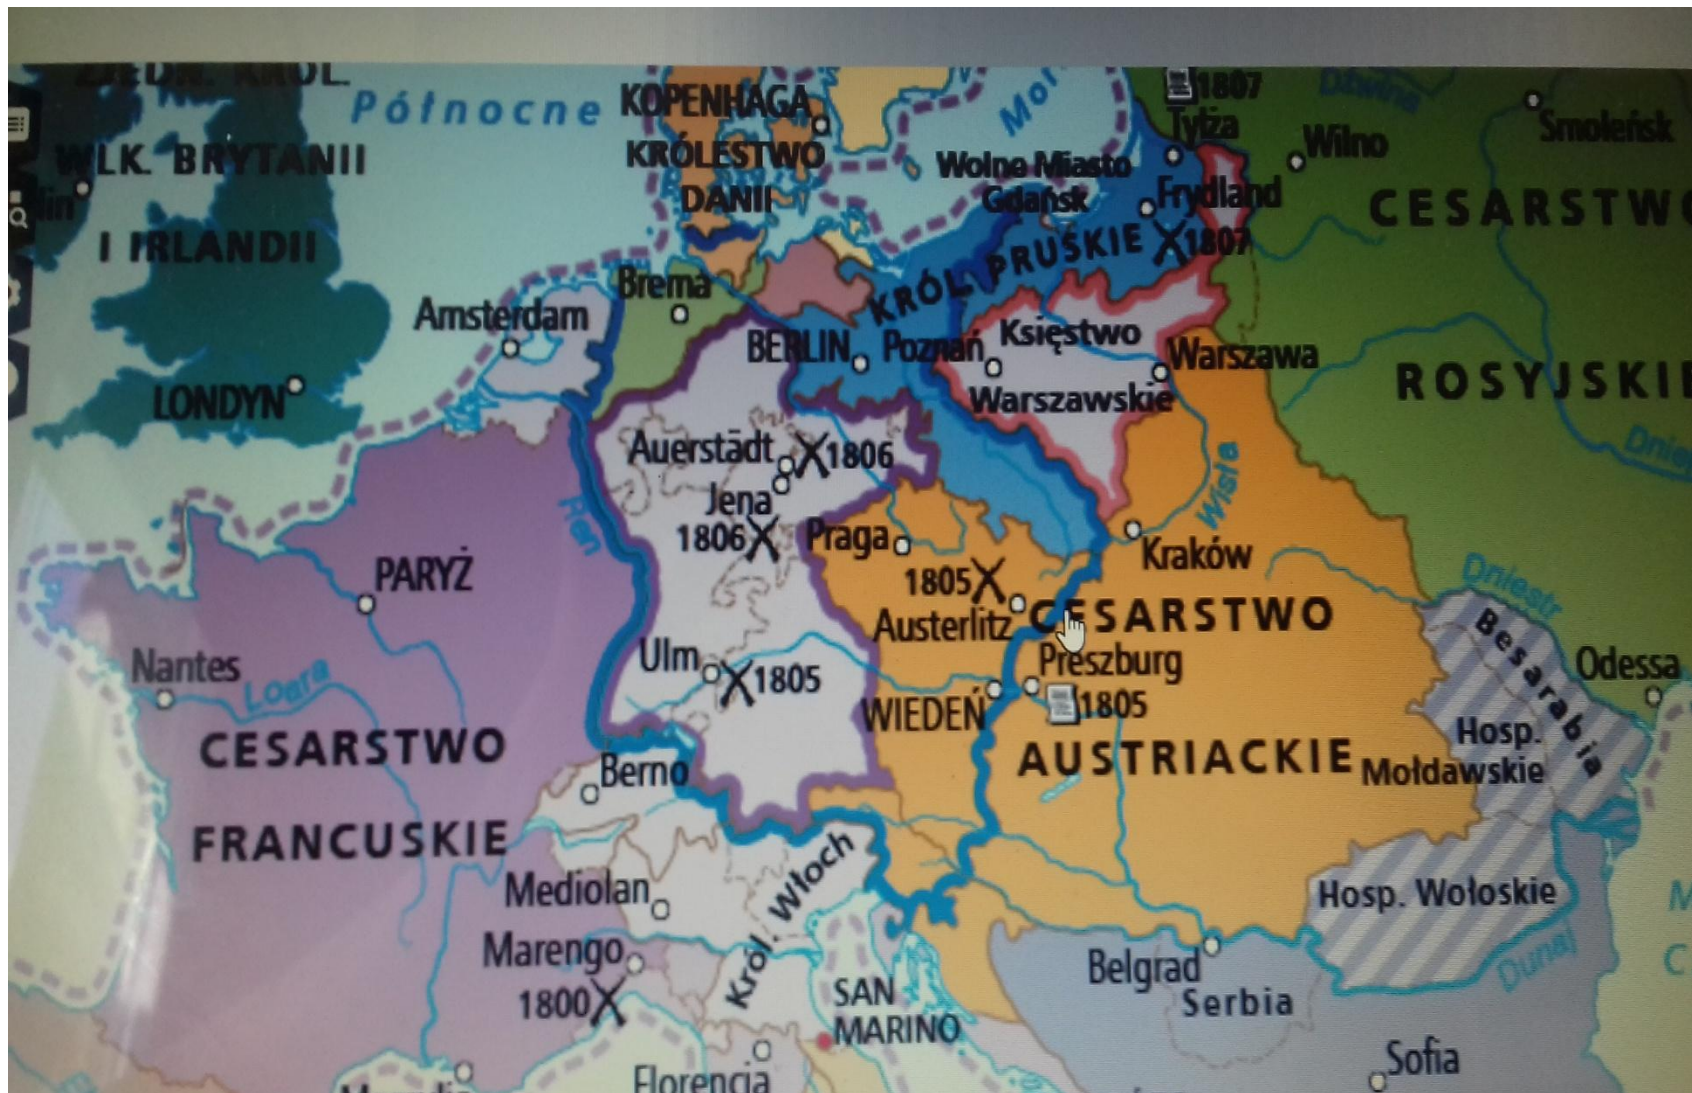 ZJEDN. KRÓL.
WLK. BRYTANII
I IRLANDII
LONDYN
Północne
KOPENHAGA
KRÓLESTWO
DANII
Wolne Miasto
Gdańsk
1807
Tylża
Frydland
1807
Wilno
Dźwina
Smoleńsk
CESARSTWO
ROSYJSKIE
KRÓL. PRUSKIE
Brema
Amsterdam
BERLIN
Poznań
Księstwo
Warszawskie
Warszawa
Auerstädt
1806
Jena
1806
Ren
Praga
Wisła
Kraków
PARYŻ
1805
Austerlitz
CESARSTWO
AUSTRIACKIE
Dniestr
Besarabia
Odessa
Nantes
Loara
Ulm
1805
WIEDEŃ
Preszburg
1805
Hosp.
Mołdawskie
CESARSTWO
FRANCUSKIE
Berno
Mediolan
Król. Włoch
Hosp. Wołoskie
Marengo
1800
SAN
MARINO
Belgrad
Serbia
Dunaj
Florencja
Sofia